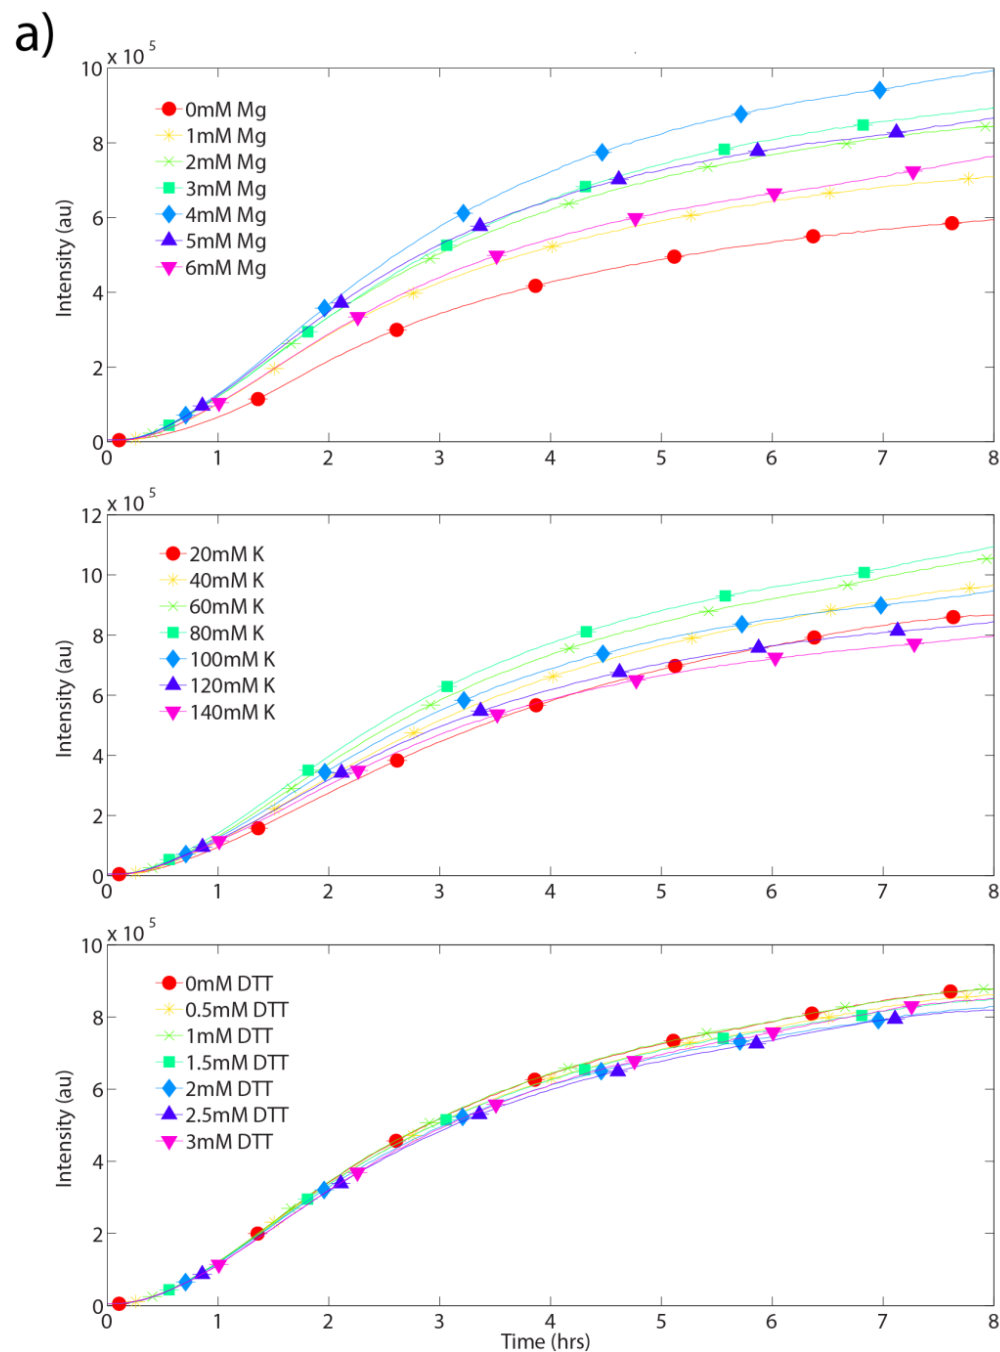 a)
x 10 5
10
8
6
4
2
0
Intensity (au)
0mM Mg
1mM Mg
2mM Mg
3mM Mg
4mM Mg
5mM Mg
6mM Mg
0 1 2 3 4 5 6 7 8
x 10 5
12
10
8
6
4
2
0
Intensity (au)
20mM K
40mM K
60mM K
80mM K
100mM K
120mM K
140mM K
0 1 2 3 4 5 6 7 8
x 10 5
10
8
6
4
2
0
Intensity (au)
0mM DTT
0.5mM DTT
1mM DTT
1.5mM DTT
2mM DTT
2.5mM DTT
3mM DTT
0 1 2 3 4 5 6 7 8
Time (hrs)